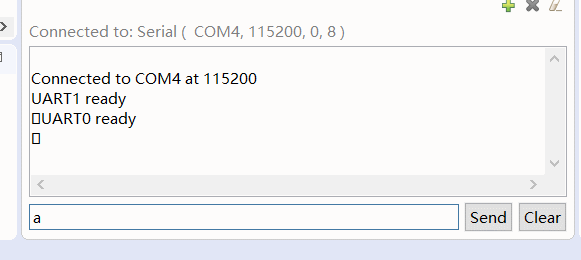 Connected to: Serial ( COM4, 115200, 0, 8 )
Connected to COM4 at 115200
UART1 ready
▯UART0 ready
▯
a
Send
Clear